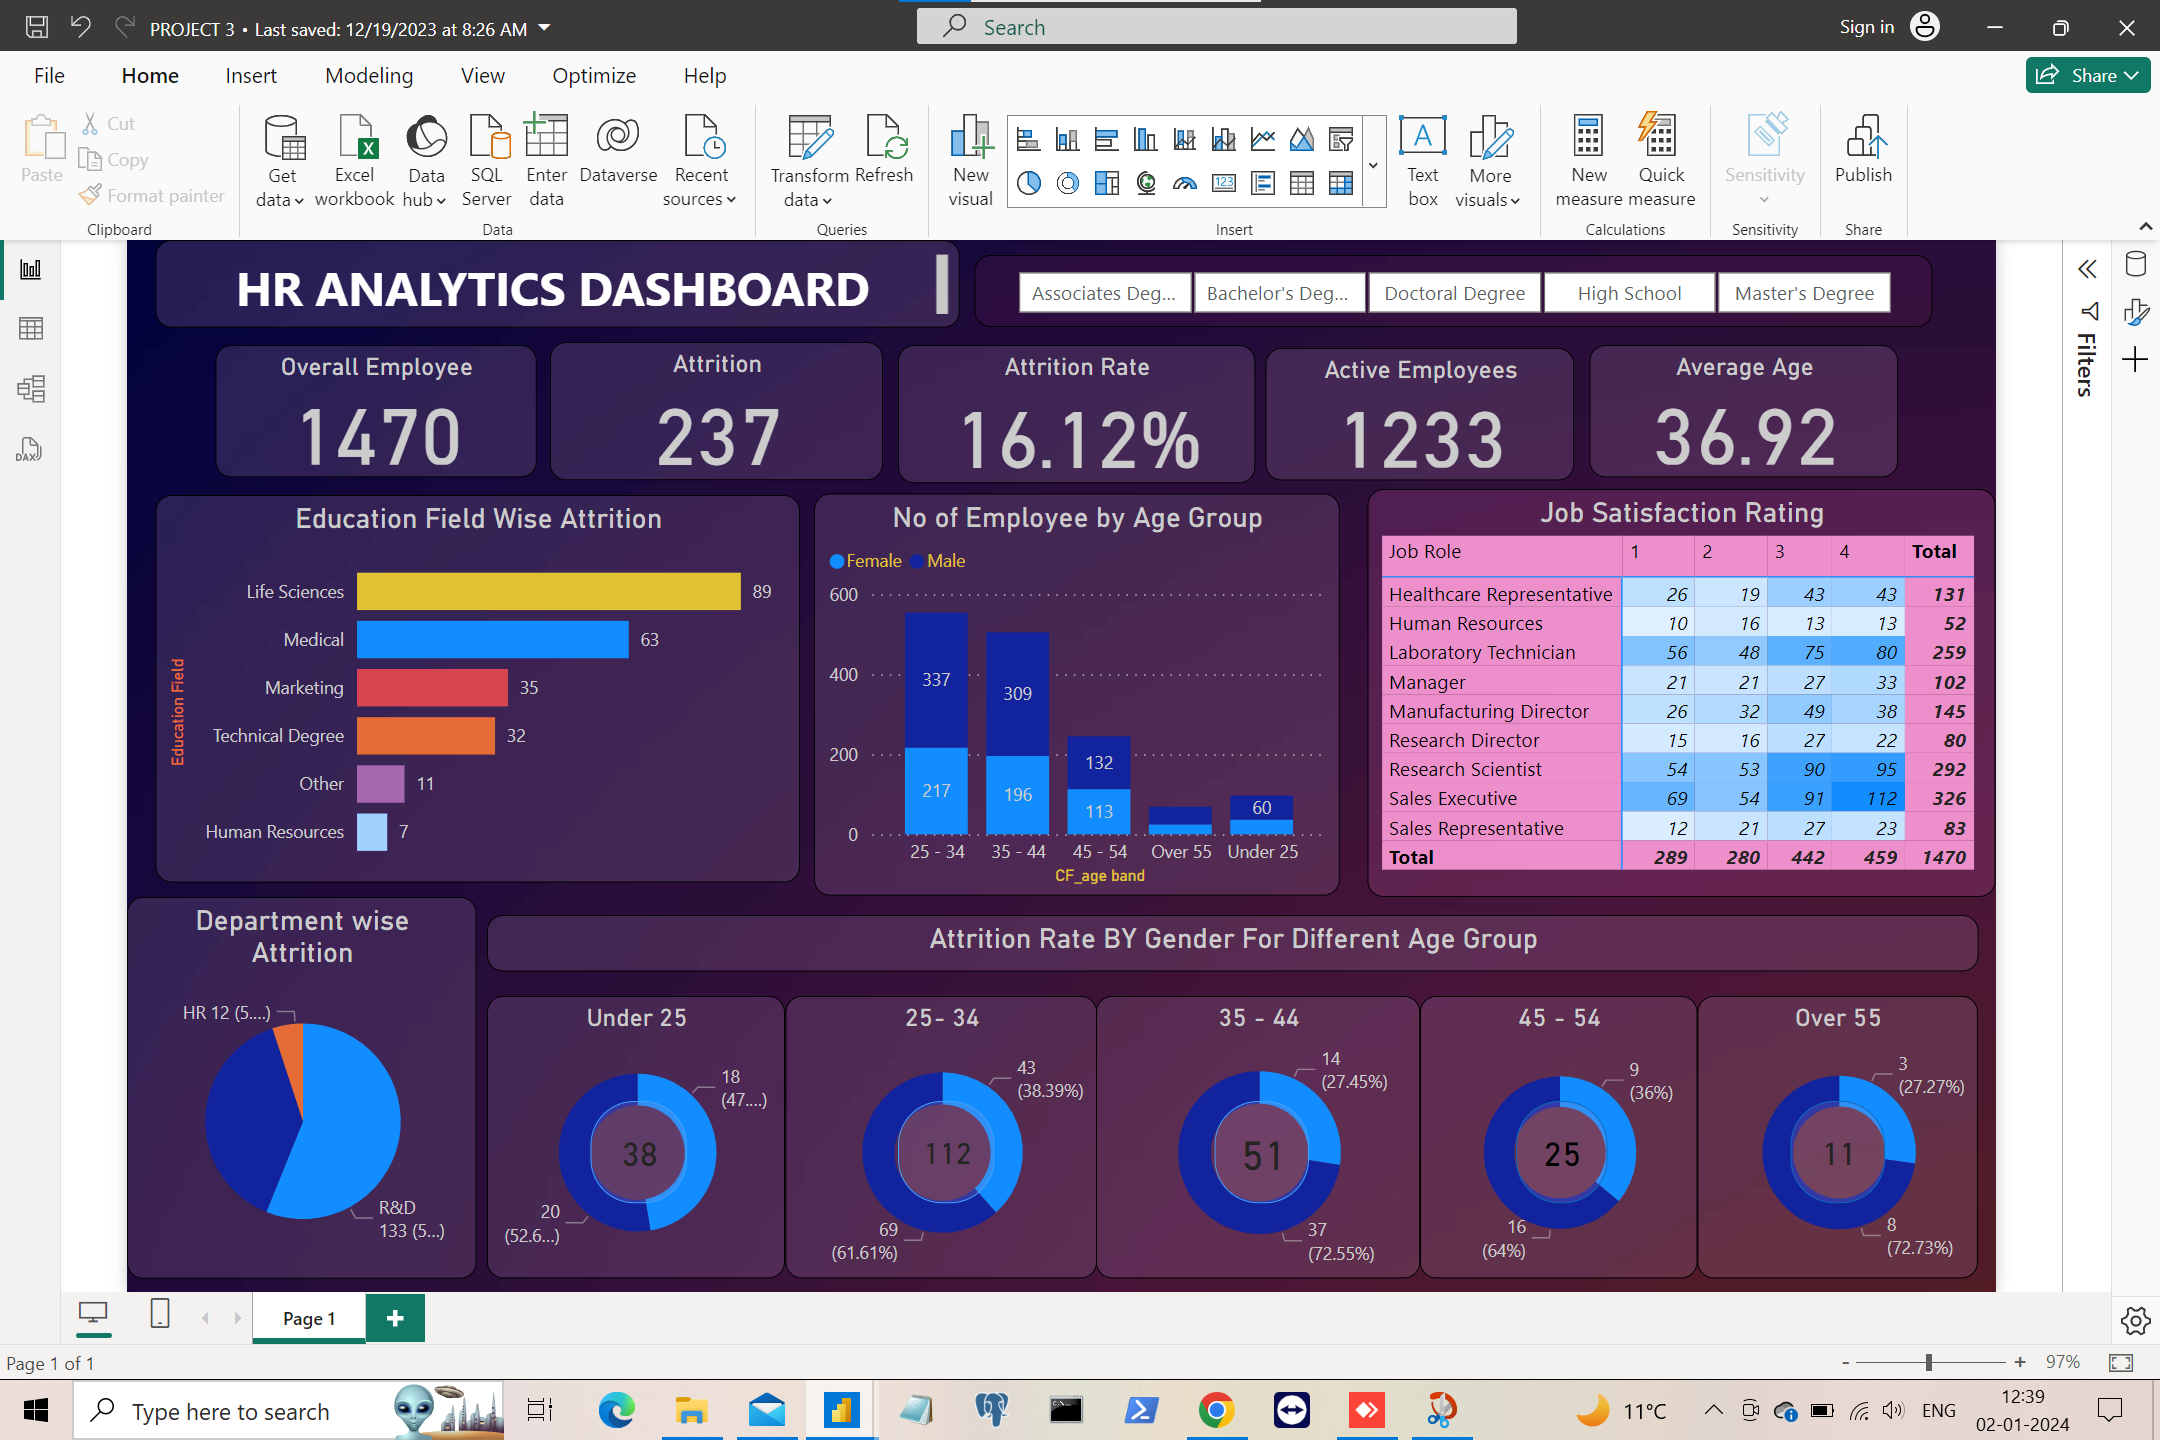 PROJECT 3 • Last saved: 12/19/2023 at 8:26 AM
Search
Sign in
File Home Insert Modeling View Optimize Help
Share
Paste
Cut
Copy
Format painter
Clipboard
Get data
Excel workbook
Data hub
SQL Server
Enter data
Dataverse
Recent sources
Data
Transform data
Refresh
Queries
New visual
123
Insert
A
Text box
More visuals
New measure
Quick measure
Calculations
Sensitivity
Sensitivity
Publish
Share
DAX
Filters
HR ANALYTICS DASHBOARD
Associates Deg... Bachelor's Deg... Doctoral Degree High School Master's Degree
Overall Employee
1470
Attrition
237
Attrition Rate
16.12%
Active Employees
1233
Average Age
36.92
Education Field Wise Attrition
Education Field
Life Sciences 89
Medical 63
Marketing 35
Technical Degree 32
Other 11
Human Resources 7
No of Employee by Age Group
Female Male
600
400
200
0
337
217
309
196
132
113
60
25 - 34 35 - 44 45 - 54 Over 55 Under 25
CF_age band
Job Satisfaction Rating
Job Role 1 2 3 4 Total
Healthcare Representative 26 19 43 43 131
Human Resources 10 16 13 13 52
Laboratory Technician 56 48 75 80 259
Manager 21 21 27 33 102
Manufacturing Director 26 32 49 38 145
Research Director 15 16 27 22 80
Research Scientist 54 53 90 95 292
Sales Executive 69 54 91 112 326
Sales Representative 12 21 27 23 83
Total 289 280 442 459 1470
Department wise
Attrition
HR 12 (5....)
R&D
133 (5...)
Attrition Rate BY Gender For Different Age Group
Under 25
18
(47....)
38
20
(52.6...)
25- 34
43
(38.39%)
112
69
(61.61%)
35 - 44
14
(27.45%)
51
37
(72.55%)
45 - 54
9
(36%)
25
16
(64%)
Over 55
3
(27.27%)
11
8
(72.73%)
Page 1
+
Page 1 of 1
- + 97%
Type here to search
11°C
ENG
12:39
02-01-2024